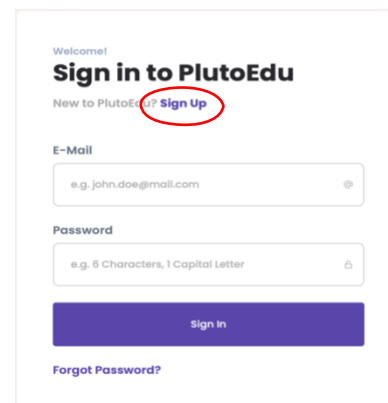 Welcome!
Sign in to PlutoEdu
New to PlutoEdu? Sign Up
E-Mail
e.g. john.doe@mail.com @
Password
e.g. 6 Characters, 1 Capital Letter
Sign In
Forgot Password?